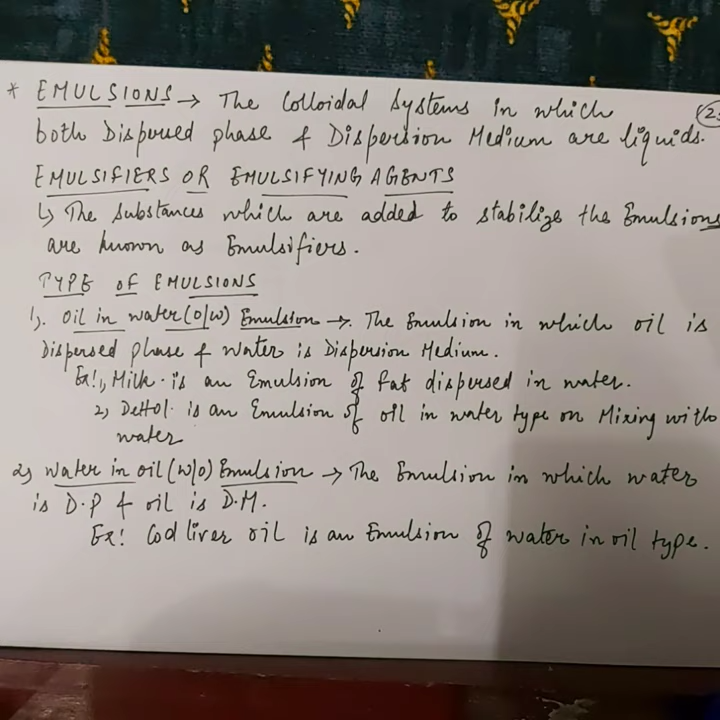 * EMULSIONS → The Colloidal Systems in which
both Dispersed phase & Dispersion Medium are liquids.
EMULSIFIERS OR EMULSIFYING AGENTS
↳ The substances which are added to stabilize the Emulsions
are known as Emulsifiers.
TYPE OF EMULSIONS
1). Oil in water (O/W) Emulsion →. The Emulsion in which oil is
Dispersed phase & water is Dispersion Medium.
Ex! 1, Milk. is an Emulsion of fat dispersed in water.
2, Dettol. is an Emulsion of oil in water type on Mixing with
water
2, Water in oil (W/O) Emulsion → The Emulsion in which water
is D.P & oil is D.M.
Ex! Cod liver oil is an Emulsion of water in oil type.